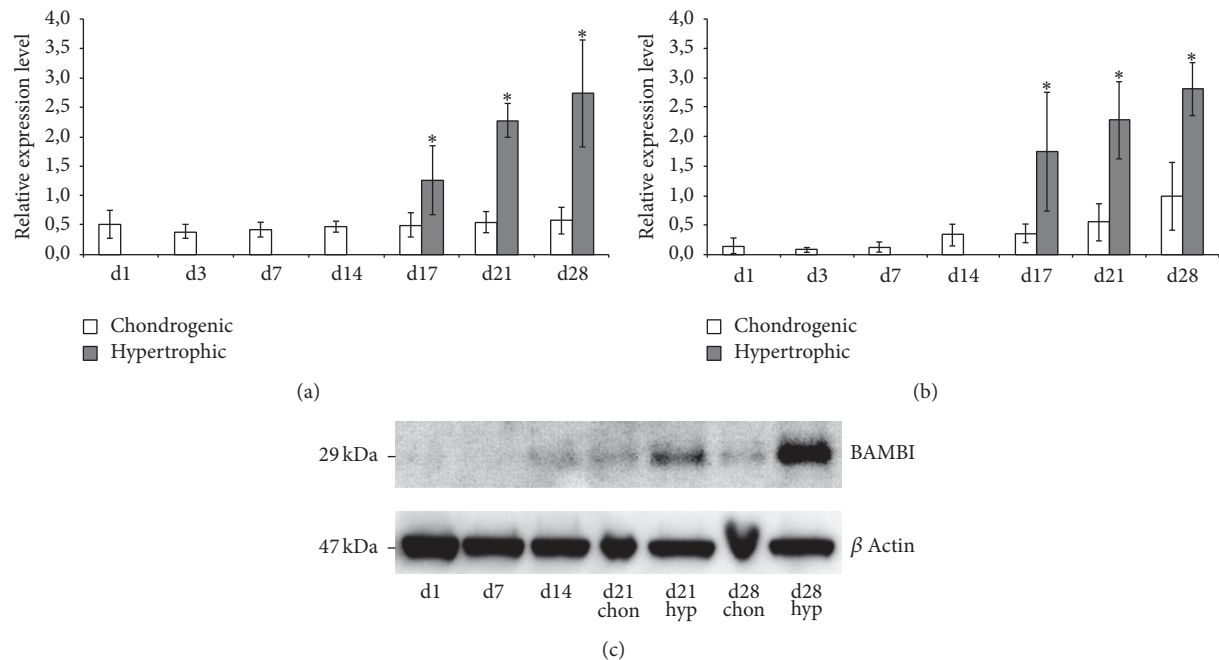 Relative expression level
4,0
3,5
3,0
2,5
2,0
1,5
1,0
0,5
0,0
* * *
d1 d3 d7 d14 d17 d21 d28
Chondrogenic
Hypertrophic
(a)
Relative expression level
4,0
3,5
3,0
2,5
2,0
1,5
1,0
0,5
0,0
* * *
d1 d3 d7 d14 d17 d21 d28
Chondrogenic
Hypertrophic
(b)
29 kDa BAMBI
47 kDa β Actin
d1 d7 d14 d21 d21 d28 d28
chon hyp chon hyp
(c)